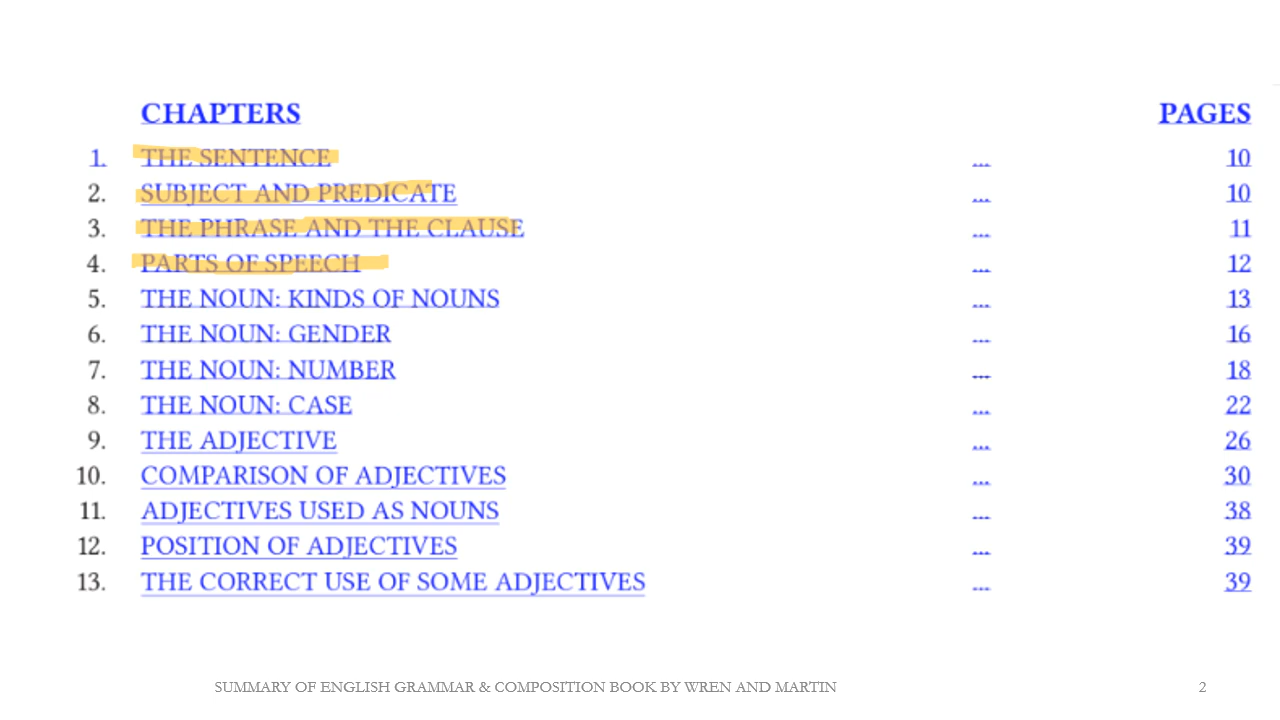 CHAPTERS ... PAGES
1. THE SENTENCE ... 10
2. SUBJECT AND PREDICATE ... 10
3. THE PHRASE AND THE CLAUSE ... 11
4. PARTS OF SPEECH ... 12
5. THE NOUN: KINDS OF NOUNS ... 13
6. THE NOUN: GENDER ... 16
7. THE NOUN: NUMBER ... 18
8. THE NOUN: CASE ... 22
9. THE ADJECTIVE ... 26
10. COMPARISON OF ADJECTIVES ... 30
11. ADJECTIVES USED AS NOUNS ... 38
12. POSITION OF ADJECTIVES ... 39
13. THE CORRECT USE OF SOME ADJECTIVES ... 39
SUMMARY OF ENGLISH GRAMMAR & COMPOSITION BOOK BY WREN AND MARTIN 2